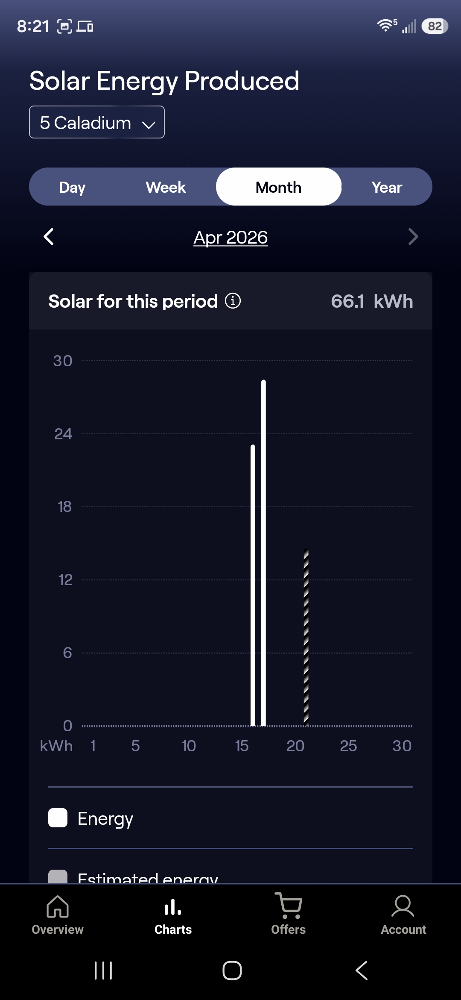 8:21 5 82
Solar Energy Produced
5 Caladium
Day Week Month Year
Apr 2026
Solar for this period 66.1 kWh
30
24
18
12
6
0
kWh 1 5 10 15 20 25 30
Energy
Estimated energy
Overview Charts Offers Account